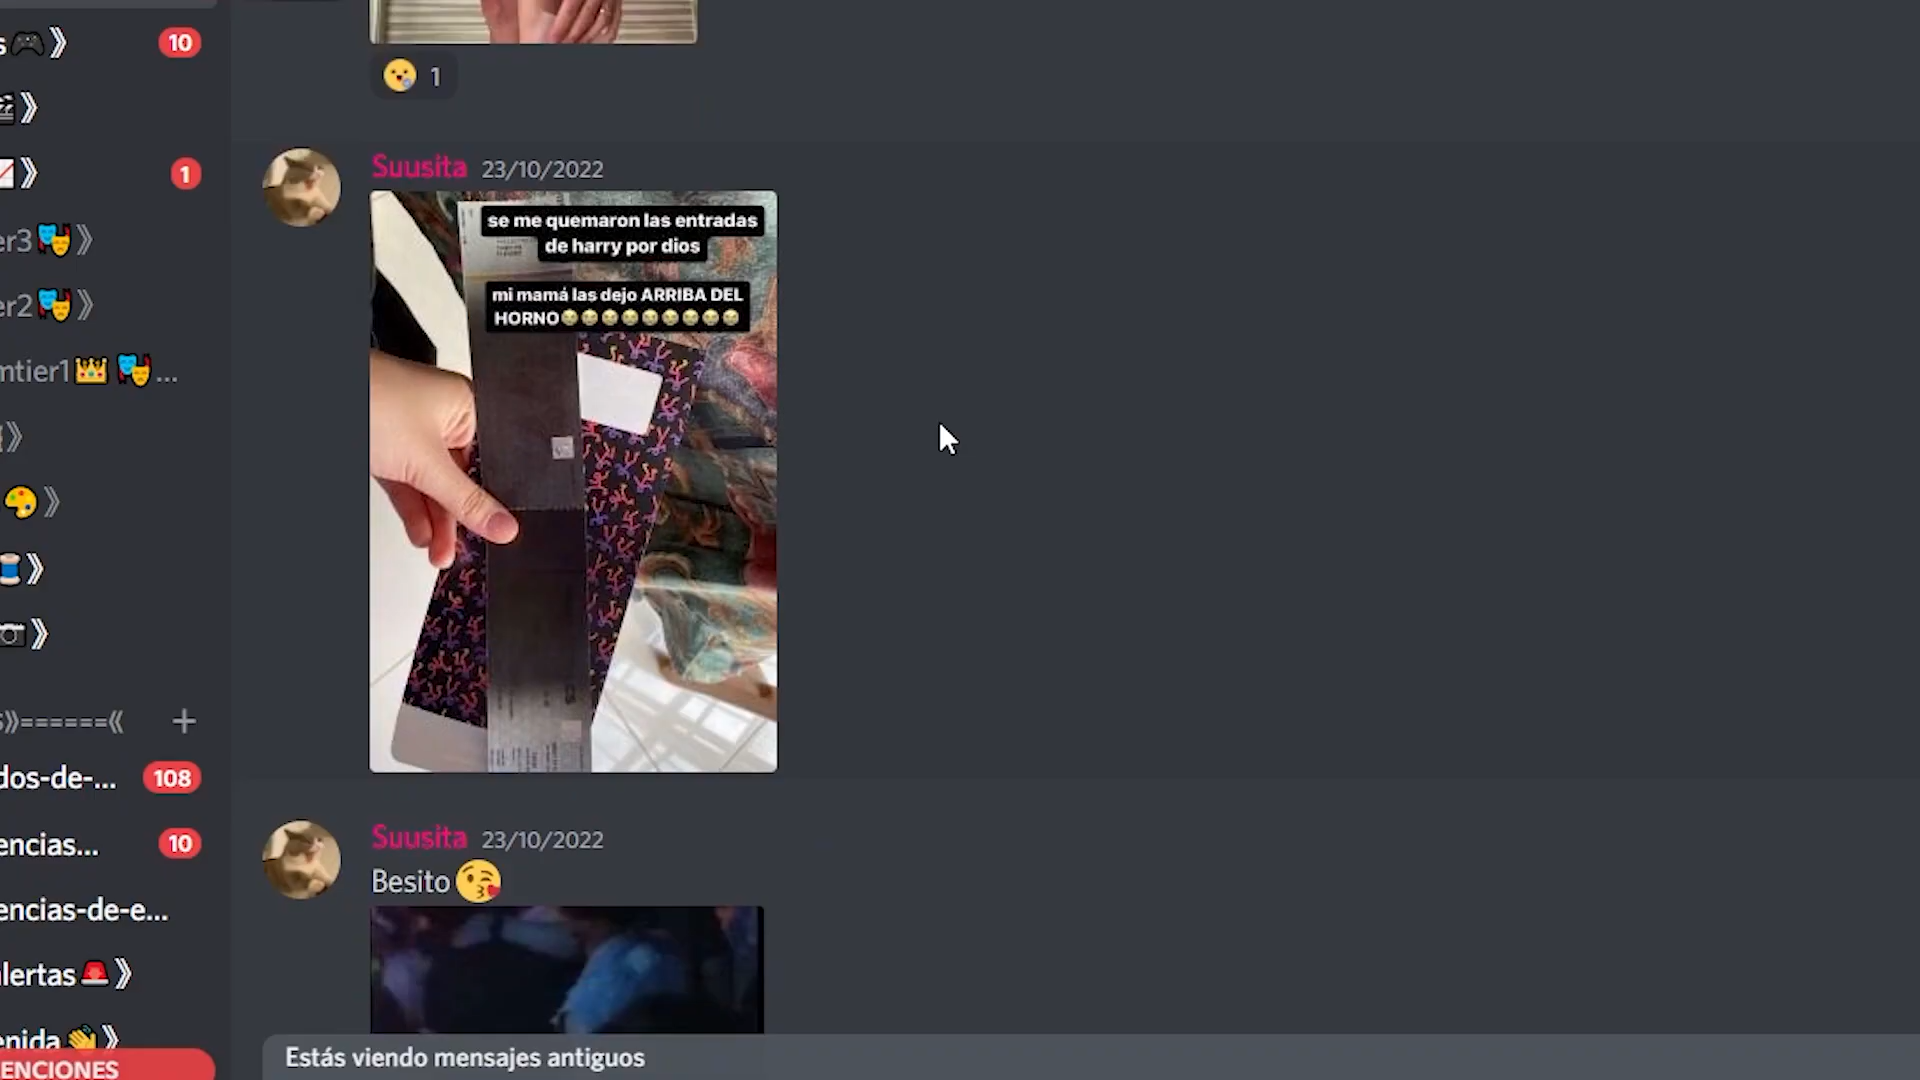 s🎮》
10
1
🎬》
》
1
Suusita 23/10/2022
se me quemaron las entradas
de harry por dios
mi mamá las dejo ARRIBA DEL
HORNO😭😭😭😭😭😭😭😭😭
er3🎭》
er2🎭》
mtier1👑🎭...
》
🎨》
🧵》
📷》
》======《 +
dos-de-... 108
encias... 10
encias-de-e...
lertas🚨》
enida👋》
ENCIONES
Suusita 23/10/2022
Besito😘
Estás viendo mensajes antiguos